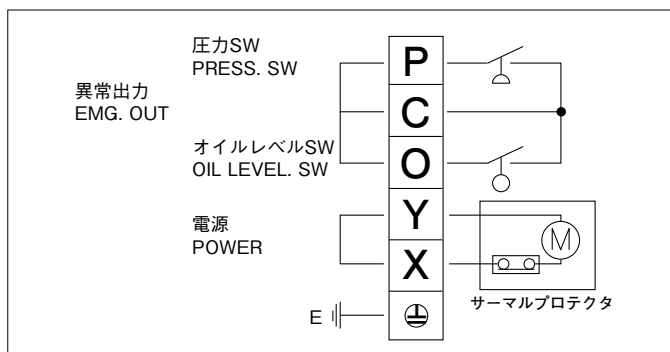 圧力SW
PRESS. SW
異常出力
EMG. OUT
オイルレベルSW
OIL LEVEL. SW
電源
POWER
E
P
C
O
Y
X
M
サーマルプロテクタ